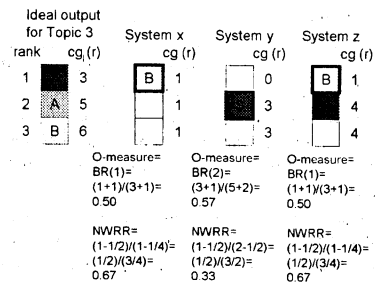 Ideal output
for Topic 3 System x System y System z
rank cg (r) cg (r) cg (r) cg (r)
1 3 B 1 0 B 1
2 A 5 1 3 4
3 B 6 1 3 4
O-measure= O-measure= O-measure=
BR(1)= BR(2)= BR(1)=
(1+1)/(3+1)= (3+1)/(5+2)= (1+1)/(3+1)=
0.50 0.57 0.50
NWRR= NWRR= NWRR=
(1-1/2)/(1-1/4)= (1-1/2)/(2-1/2)= (1-1/2)/(1-1/4)=
(1/2)/(3/4)= (1/2)/(3/2)= (1/2)/(3/4)=
0.67 0.33 0.67